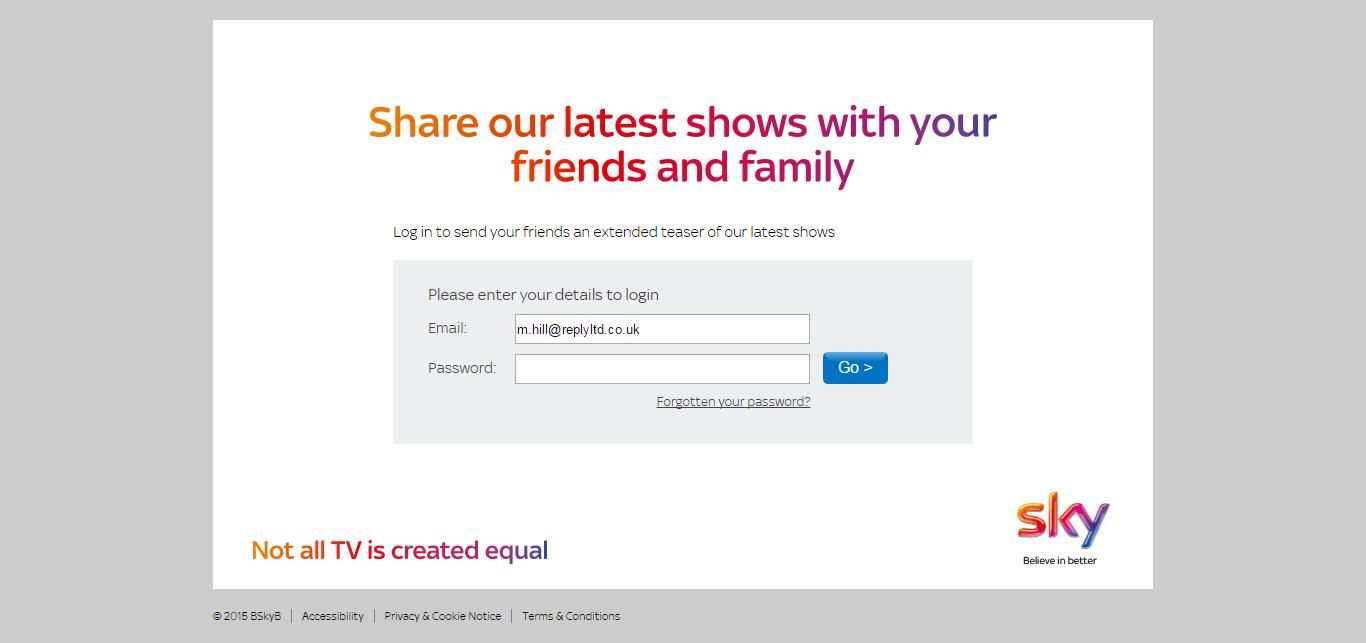 Share our latest shows with your
friends and family
Log in to send your friends an extended teaser of our latest shows
Please enter your details to login
Email: m.hill@replyltd.co.uk
Password: Go >
Forgotten your password?
sky
Believe in better
Not all TV is created equal
© 2015 BSkyB | Accessibility | Privacy & Cookie Notice | Terms & Conditions